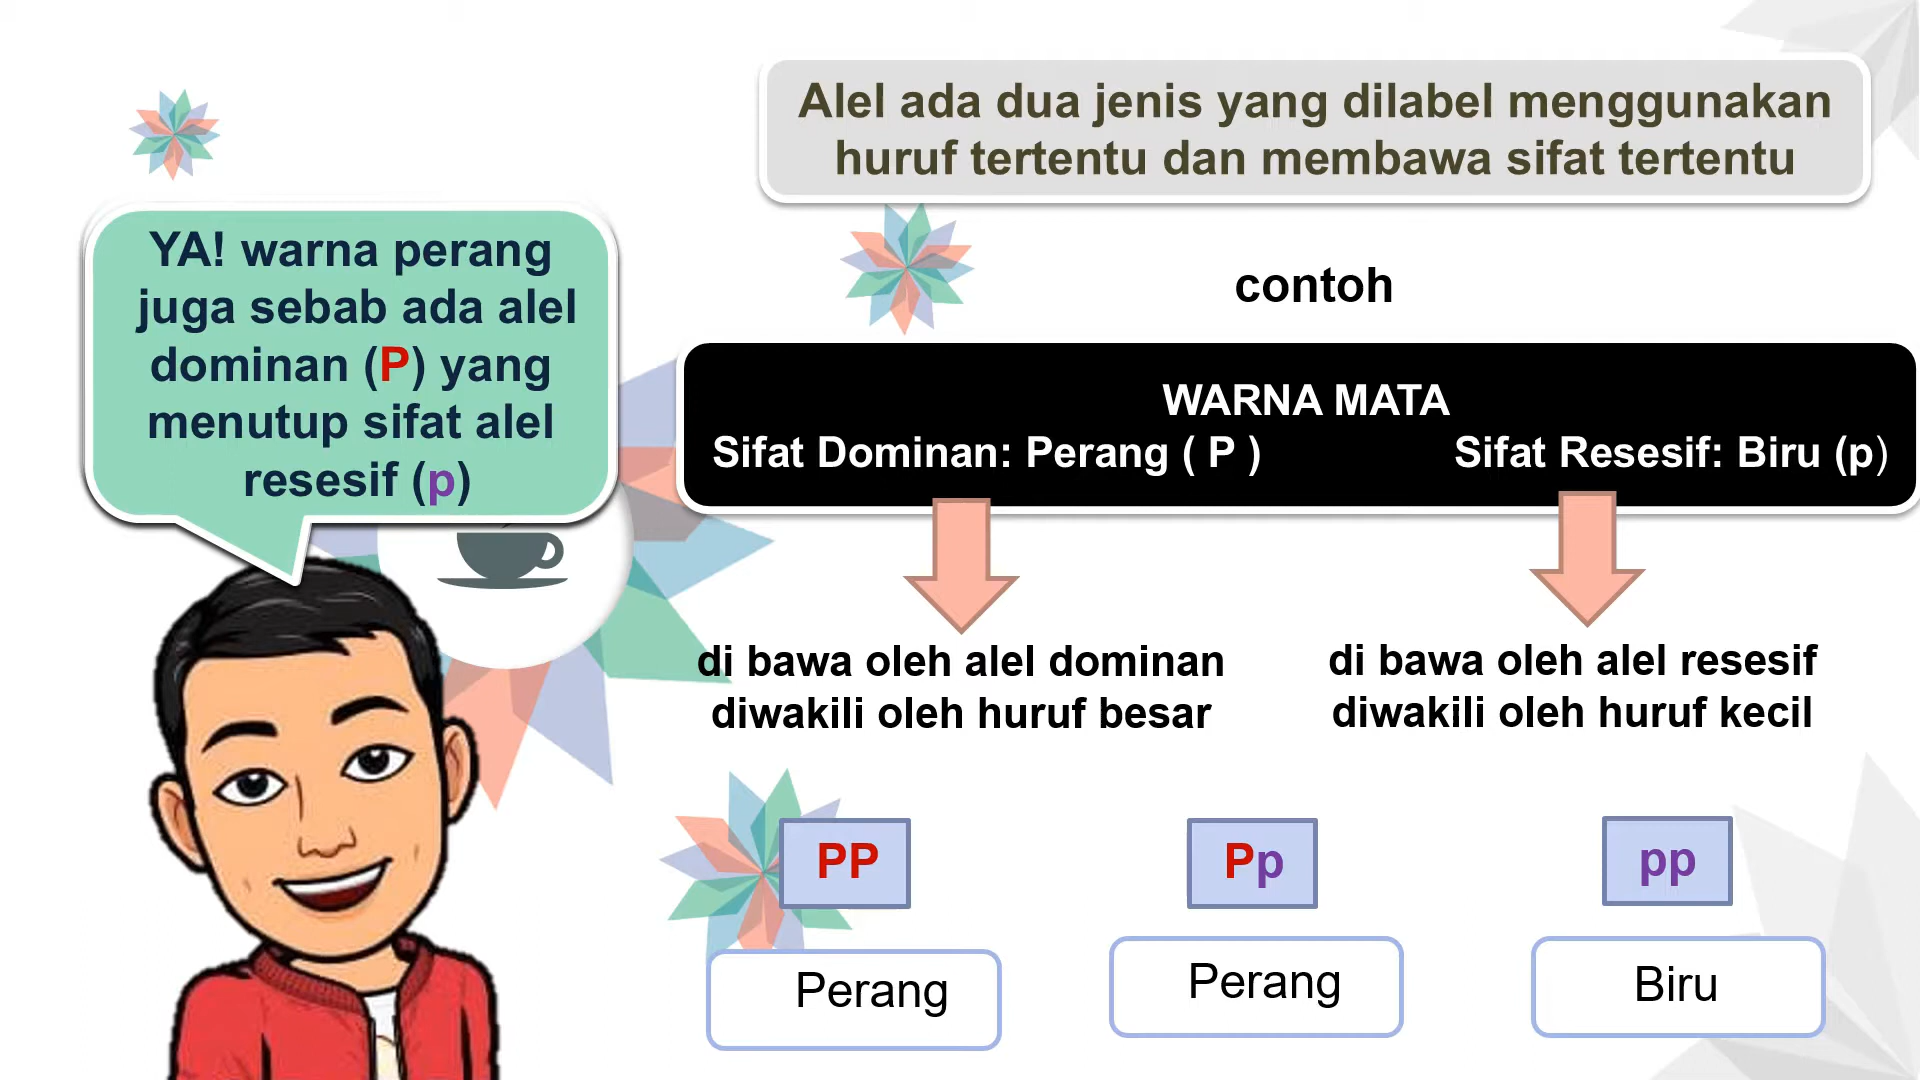 Alel ada dua jenis yang dilabel menggunakan
huruf tertentu dan membawa sifat tertentu
YA! warna perang
juga sebab ada alel
dominan (P) yang
menutup sifat alel
resesif (p)
contoh
WARNA MATA
Sifat Dominan: Perang ( P ) Sifat Resesif: Biru (p)
di bawa oleh alel dominan
diwakili oleh huruf besar
di bawa oleh alel resesif
diwakili oleh huruf kecil
PP
Pp
pp
Perang
Perang
Biru